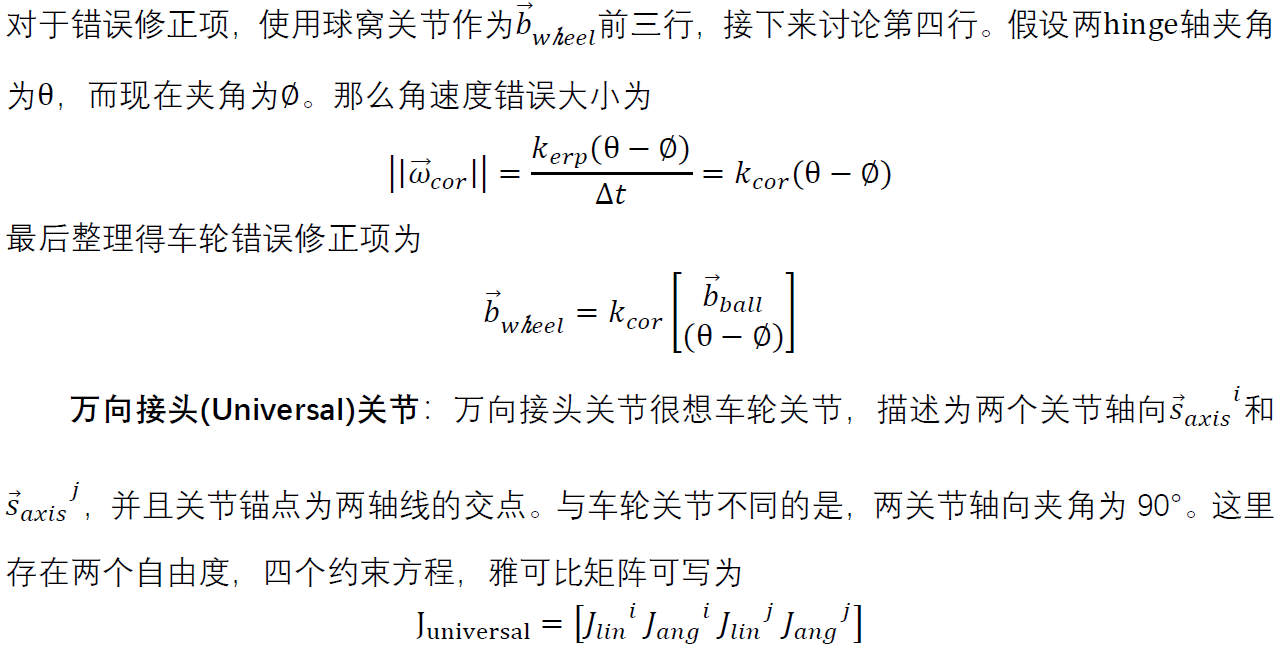 对于错误修正项，使用球窝关节作为$\vec{b}_{wheel}$前三行，接下来讨论第四行。假设两hinge轴夹角
为θ，而现在夹角为∅。那么角速度错误大小为
$||\vec{\omega}_{cor}|| = \frac{k_{erp}(θ - ∅)}{\Delta t} = k_{cor}(θ - ∅)$
最后整理得车轮错误修正项为
$\vec{b}_{wheel} = k_{cor} \begin{bmatrix} \vec{b}_{ball} \\ (θ - ∅) \end{bmatrix}$
万向接头(Universal)关节：万向接头关节很想车轮关节，描述为两个关节轴向$\vec{s}_{axis}{}^{i}$和
$\vec{s}_{axis}{}^{j}$，并且关节锚点为两轴线的交点。与车轮关节不同的是，两关节轴向夹角为 90°。这里
存在两个自由度，四个约束方程，雅可比矩阵可写为
$\mathrm{J}_{\mathrm{universal}} = [J_{lin}{}^{i} J_{ang}{}^{i} J_{lin}{}^{j} J_{ang}{}^{j}]$